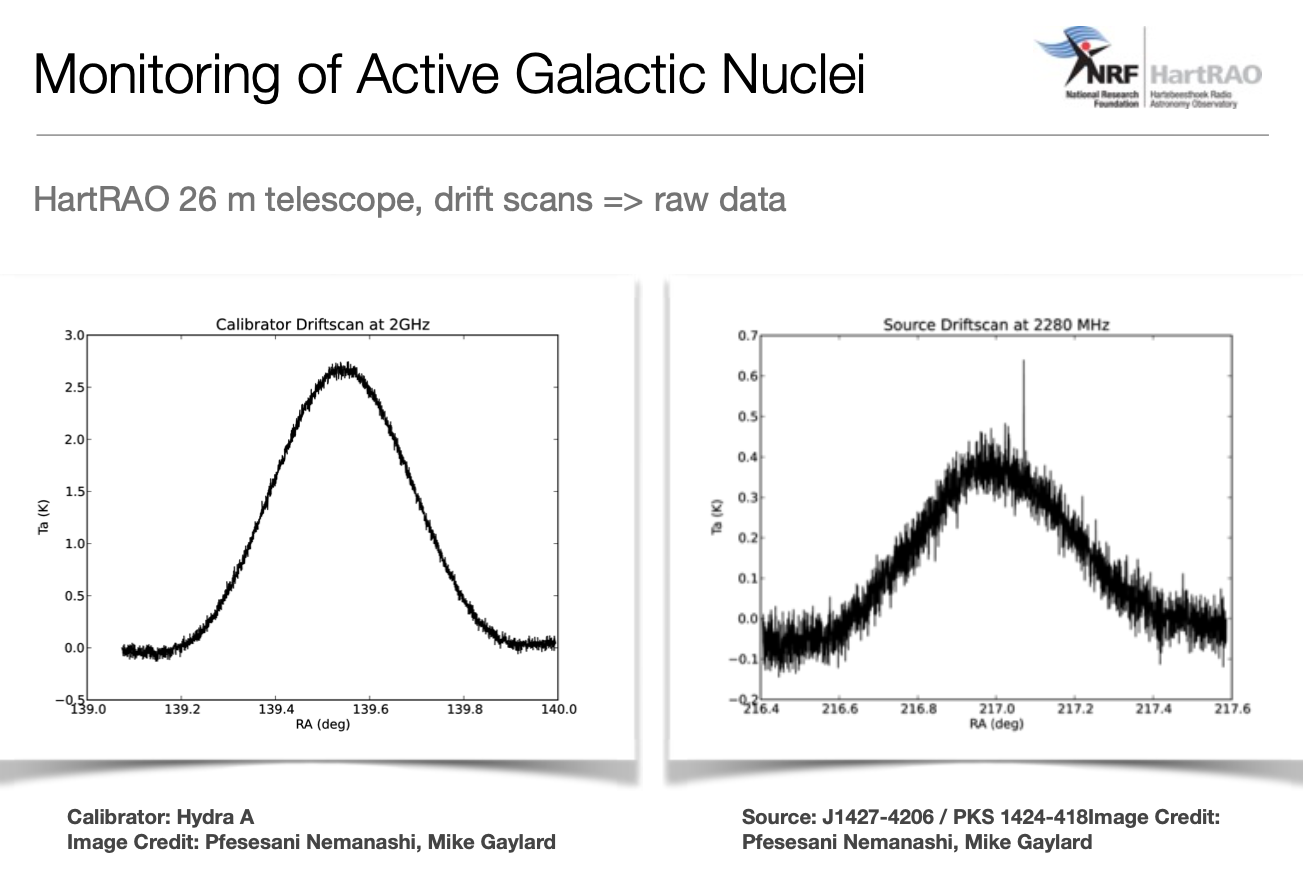 Monitoring of Active Galactic Nuclei
NRF
National Research
Foundation
HartRAO
Hartebeesthoek Radio
Astronomy Observatory
HartRAO 26 m telescope, drift scans => raw data
Calibrator Driftscan at 2GHz
3.0
2.5
2.0
1.5
1.0
0.5
0.0
−0.5
Ta (K)
139.0 139.2 139.4 139.6 139.8 140.0
RA (deg)
Source Driftscan at 2280 MHz
0.7
0.6
0.5
0.4
0.3
0.2
0.1
0.0
−0.1
−0.2
Ta (K)
216.4 216.6 216.8 217.0 217.2 217.4 217.6
RA (deg)
Calibrator: Hydra A
Image Credit: Pfesesani Nemanashi, Mike Gaylard
Source: J1427-4206 / PKS 1424-418Image Credit:
Pfesesani Nemanashi, Mike Gaylard